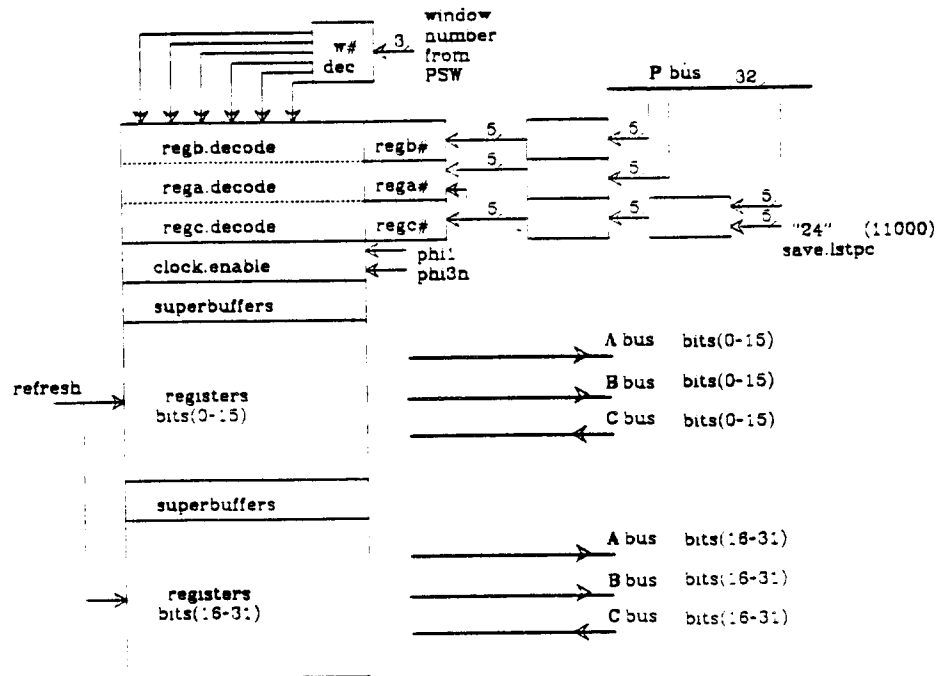 window
number
from
PSW
3
w#
dec
P bus 32
regb.decode regb# 5 5
rega.decode rega# 5 5
regc.decode regc# 5 5 5
5
"24" (11000)
save.lstpc
phi1
phi3n
clock.enable
superbuffers
A bus bits(0-15)
B bus bits(0-15)
C bus bits(0-15)
refresh
registers
bits(0-15)
superbuffers
A bus bits(16-31)
B bus bits(16-31)
C bus bits(16-31)
registers
bits(16-31)